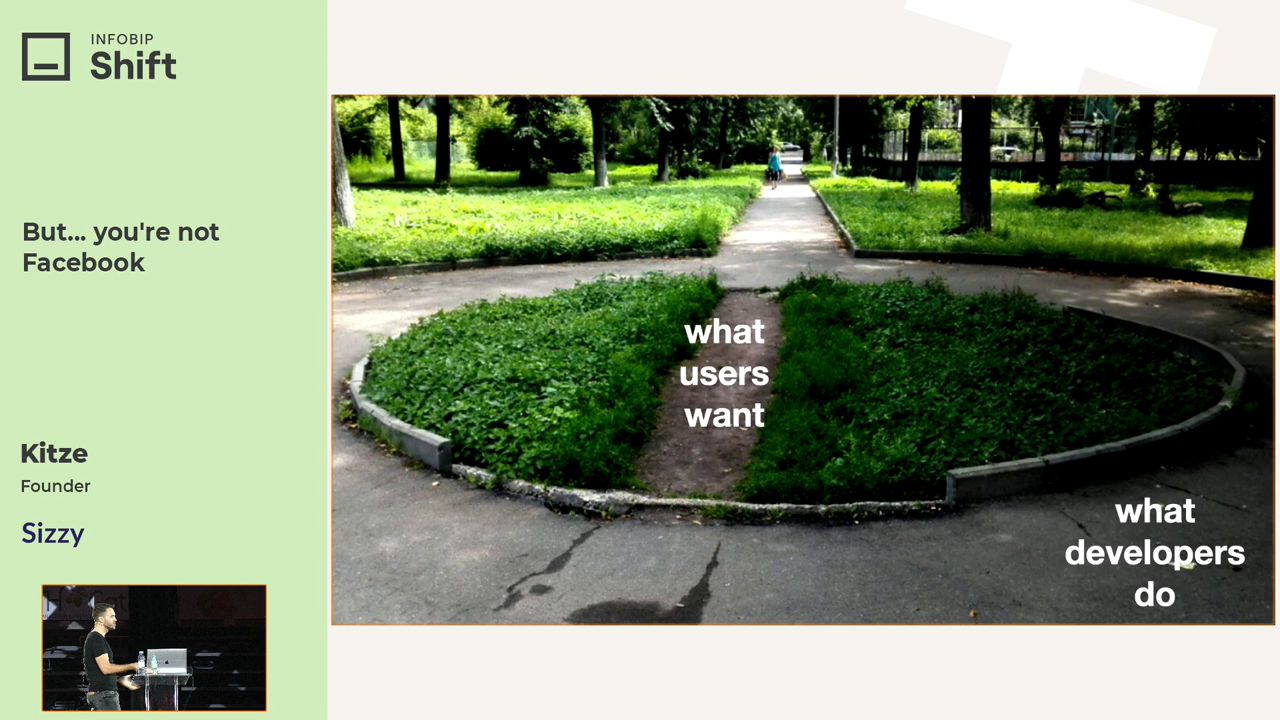 INFOBIP
Shift
But... you're not
Facebook
Kitze
Founder
Sizzy
what
users
want
what
developers
do